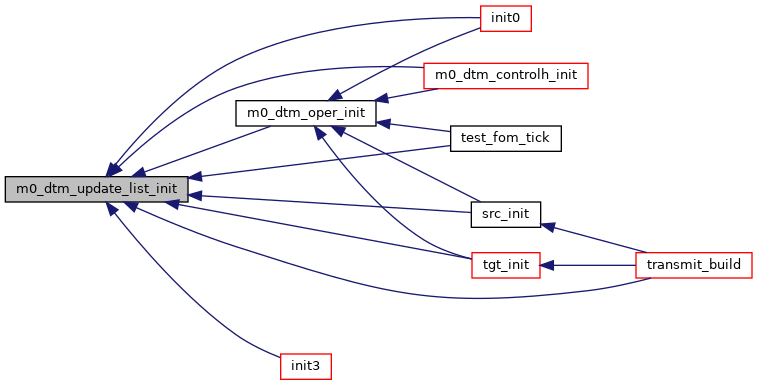 init0
m0_dtm_controlh_init
m0_dtm_oper_init
test_fom_tick
m0_dtm_update_list_init
src_init
tgt_init
transmit_build
init3